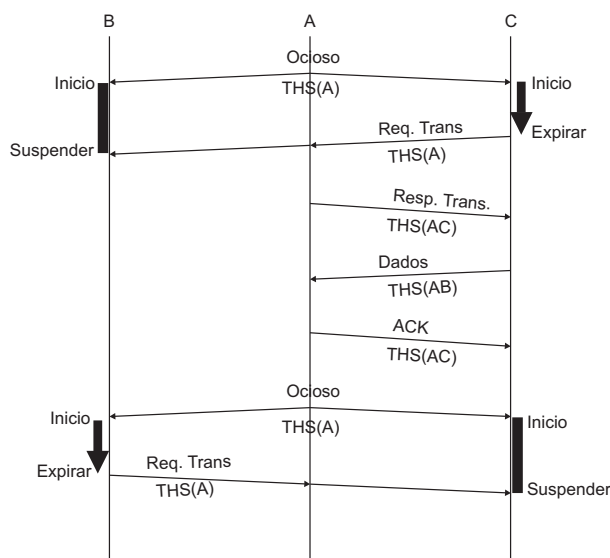 B A C
Ocioso
Inicio THS(A) Inicio
Req. Trans Expirar
Suspender THS(A)
Resp. Trans.
THS(AC)
Dados
THS(AB)
ACK
THS(AC)
Ocioso
Inicio THS(A) Inicio
Req. Trans
Expirar THS(A) Suspender